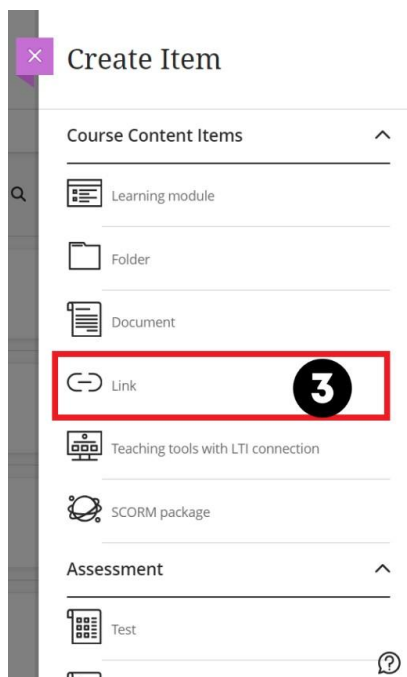 Create Item
Course Content Items
Learning module
Folder
Document
Link
3
Teaching tools with LTI connection
SCORM package
Assessment
Test